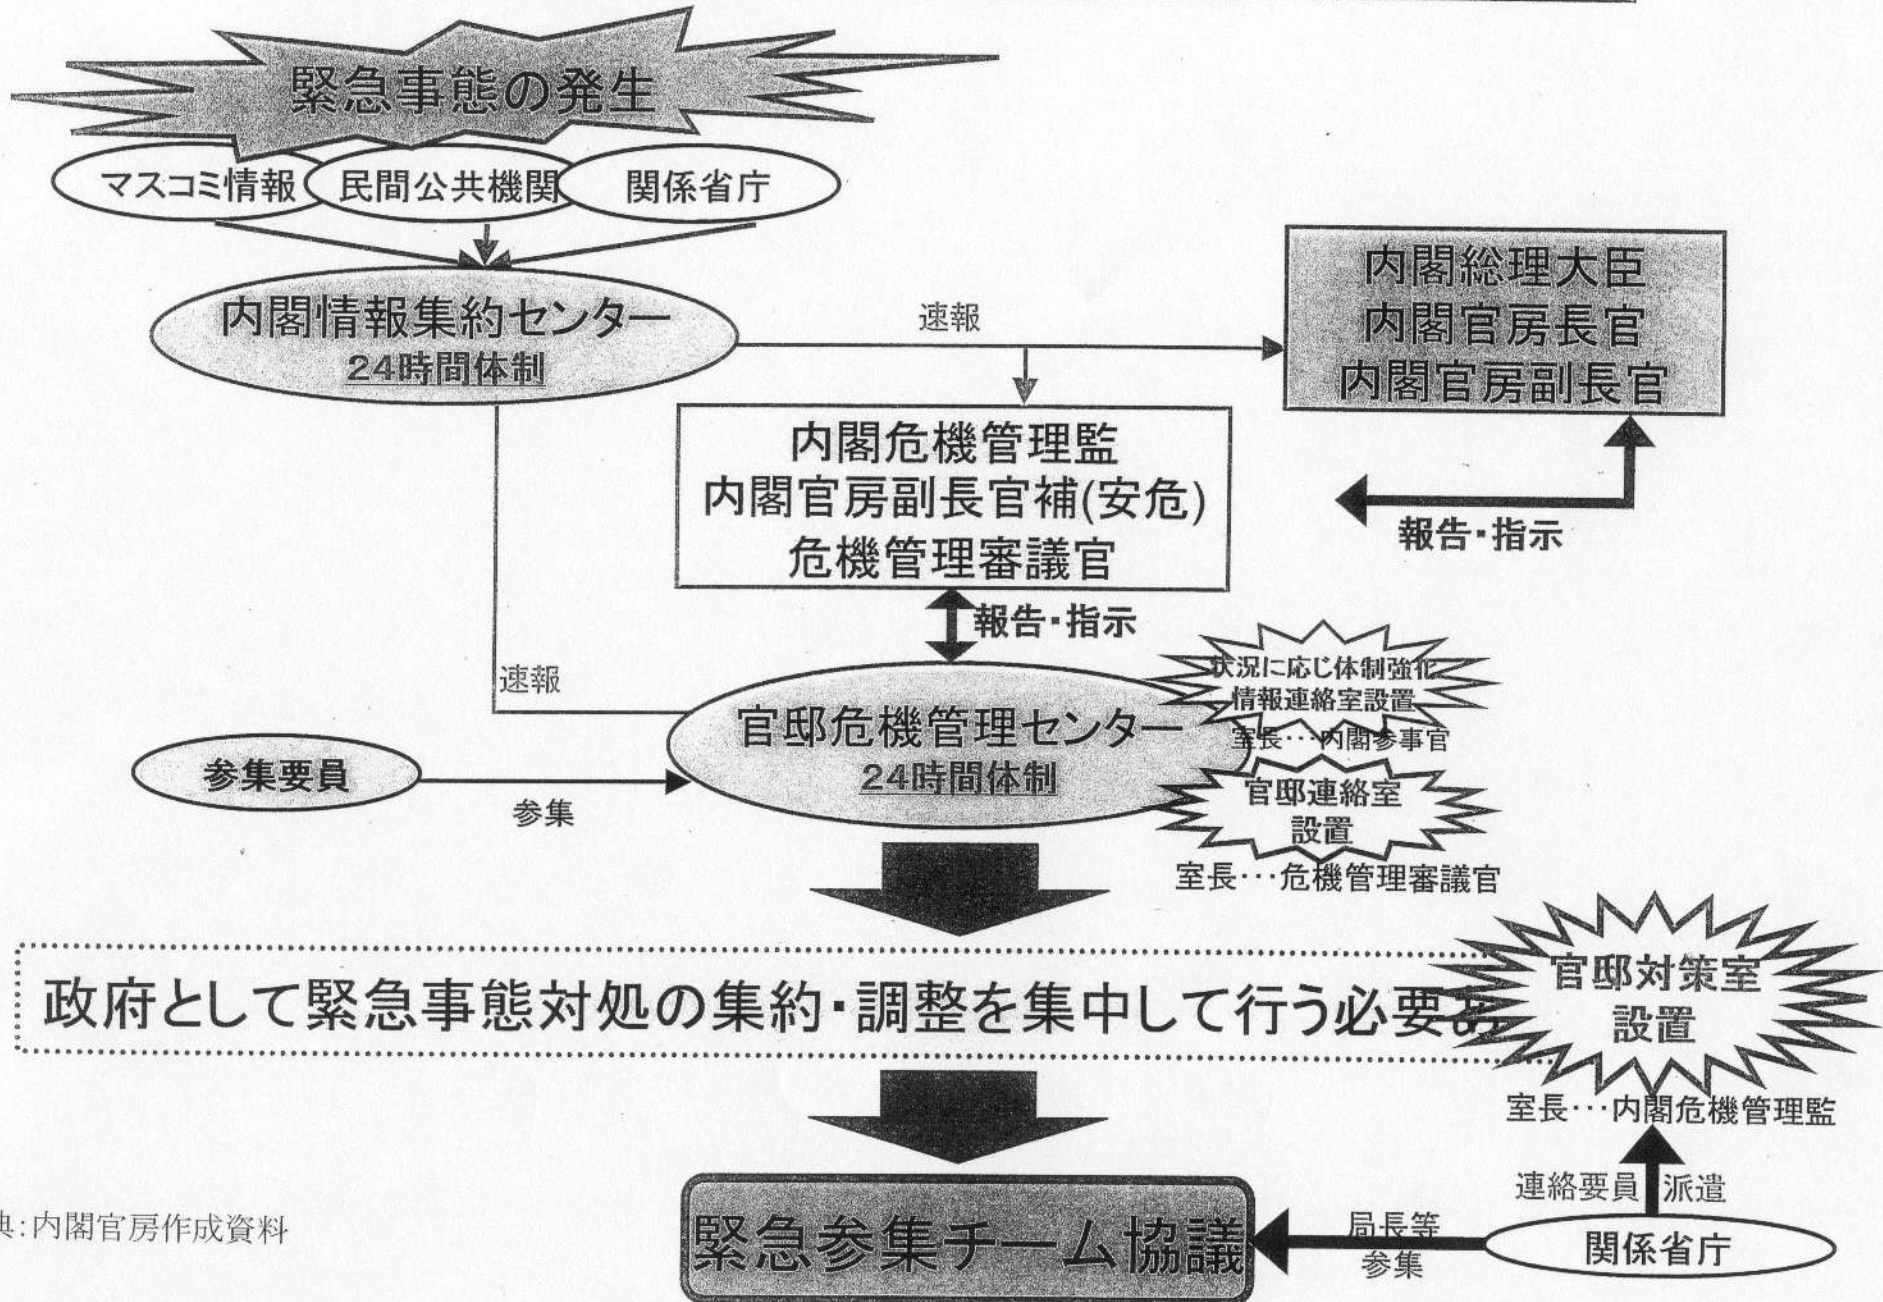 緊急事態の発生
マスコミ情報
民間公共機関
関係省庁
内閣情報集約センター
24時間体制
速報
内閣総理大臣
内閣官房長官
内閣官房副長官
内閣危機管理監
内閣官房副長官補(安危)
危機管理審議官
報告・指示
報告・指示
速報
官邸危機管理センター
24時間体制
状況に応じ体制強化
情報連絡室設置
室長…内閣参事官
官邸連絡室
設置
室長…危機管理審議官
参集要員
参集
政府として緊急事態対処の集約・調整を集中して行う必要あ
官邸対策室
設置
室長…内閣危機管理監
連絡要員 派遣
関係省庁
局長等
参集
緊急参集チーム協議
典:内閣官房作成資料